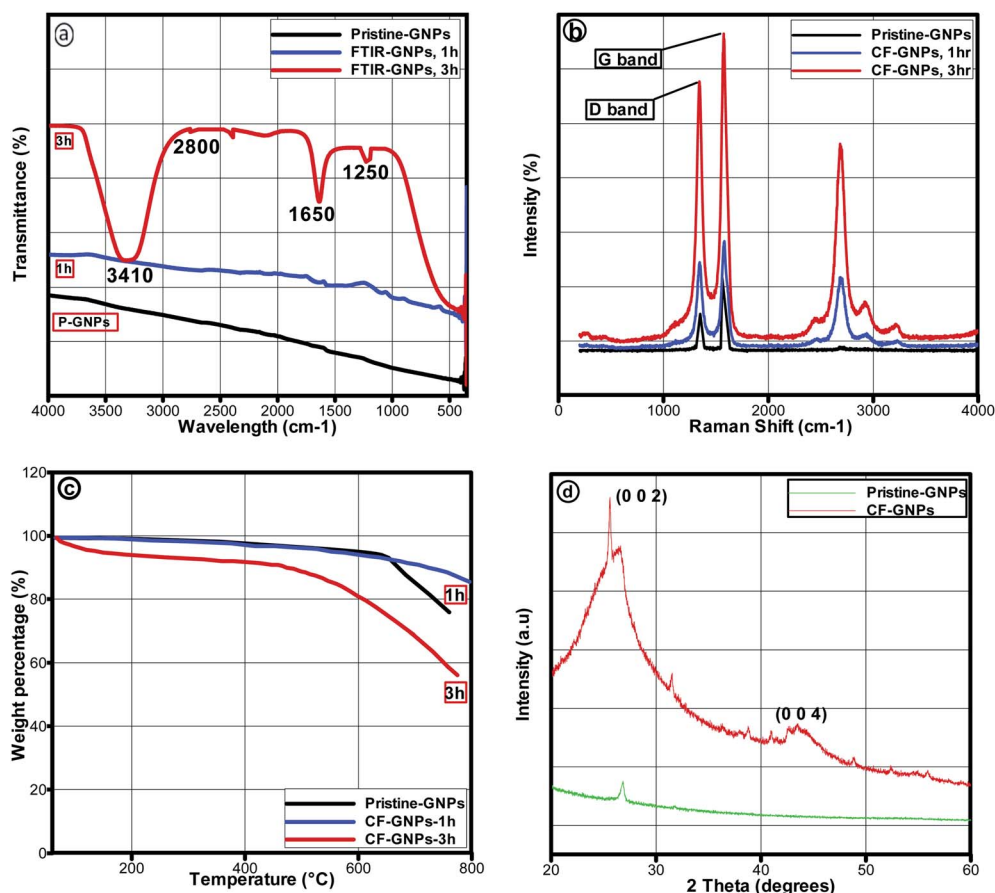 a
Pristine-GNPs
FTIR-GNPs, 1h
FTIR-GNPs, 3h
Transmittance (%)
3h
2800
1250
1650
1h
3410
P-GNPs
4000 3500 3000 2500 2000 1500 1000 500
Wavelength (cm-1)
b
Pristine-GNPs
CF-GNPs, 1hr
CF-GNPs, 3hr
G band
D band
Intensity (%)
0 1000 2000 3000 4000
Raman Shift (cm-1)
c
120
100
80
60
40
20
0
Weight percentage (%)
1h
3h
Pristine-GNPs
CF-GNPs-1h
CF-GNPs-3h
200 400 600 800
Temperature (°C)
d
(0 0 2)
Pristine-GNPs
CF-GNPs
Intensity (a.u)
(0 0 4)
20 30 40 50 60
2 Theta (degrees)